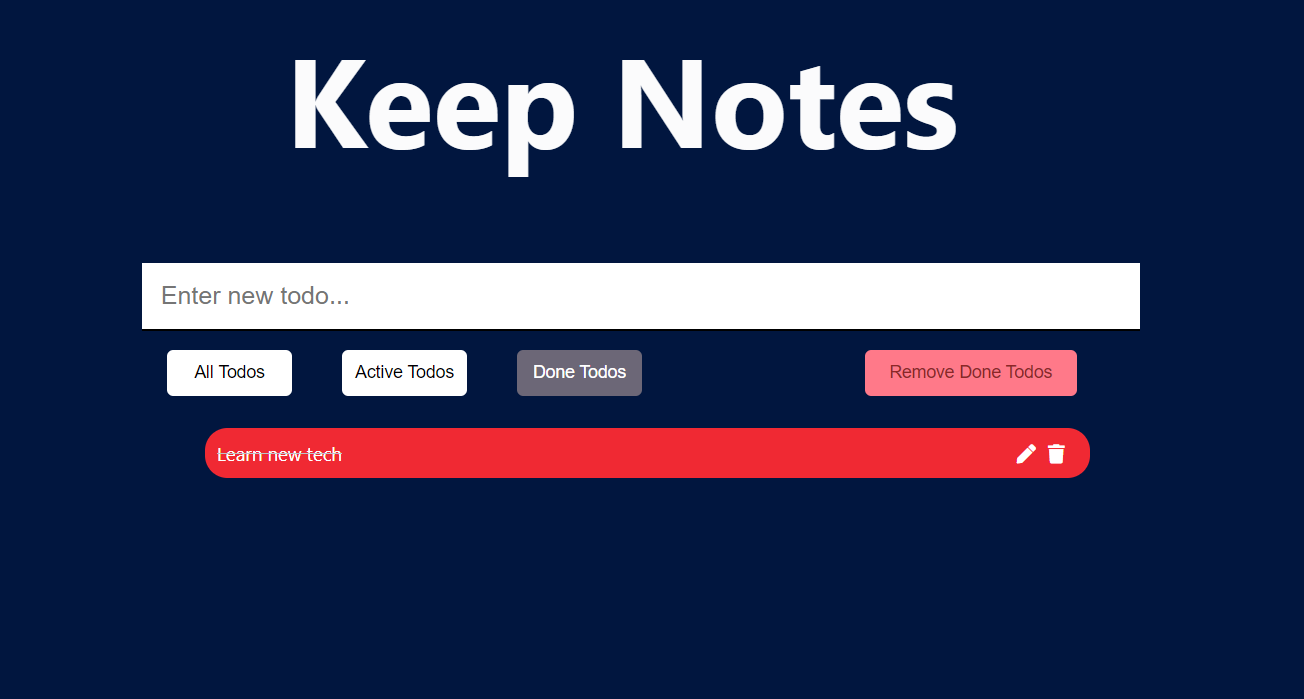 Keep Notes
Enter new todo...
All Todos Active Todos Done Todos Remove Done Todos
Learn new tech